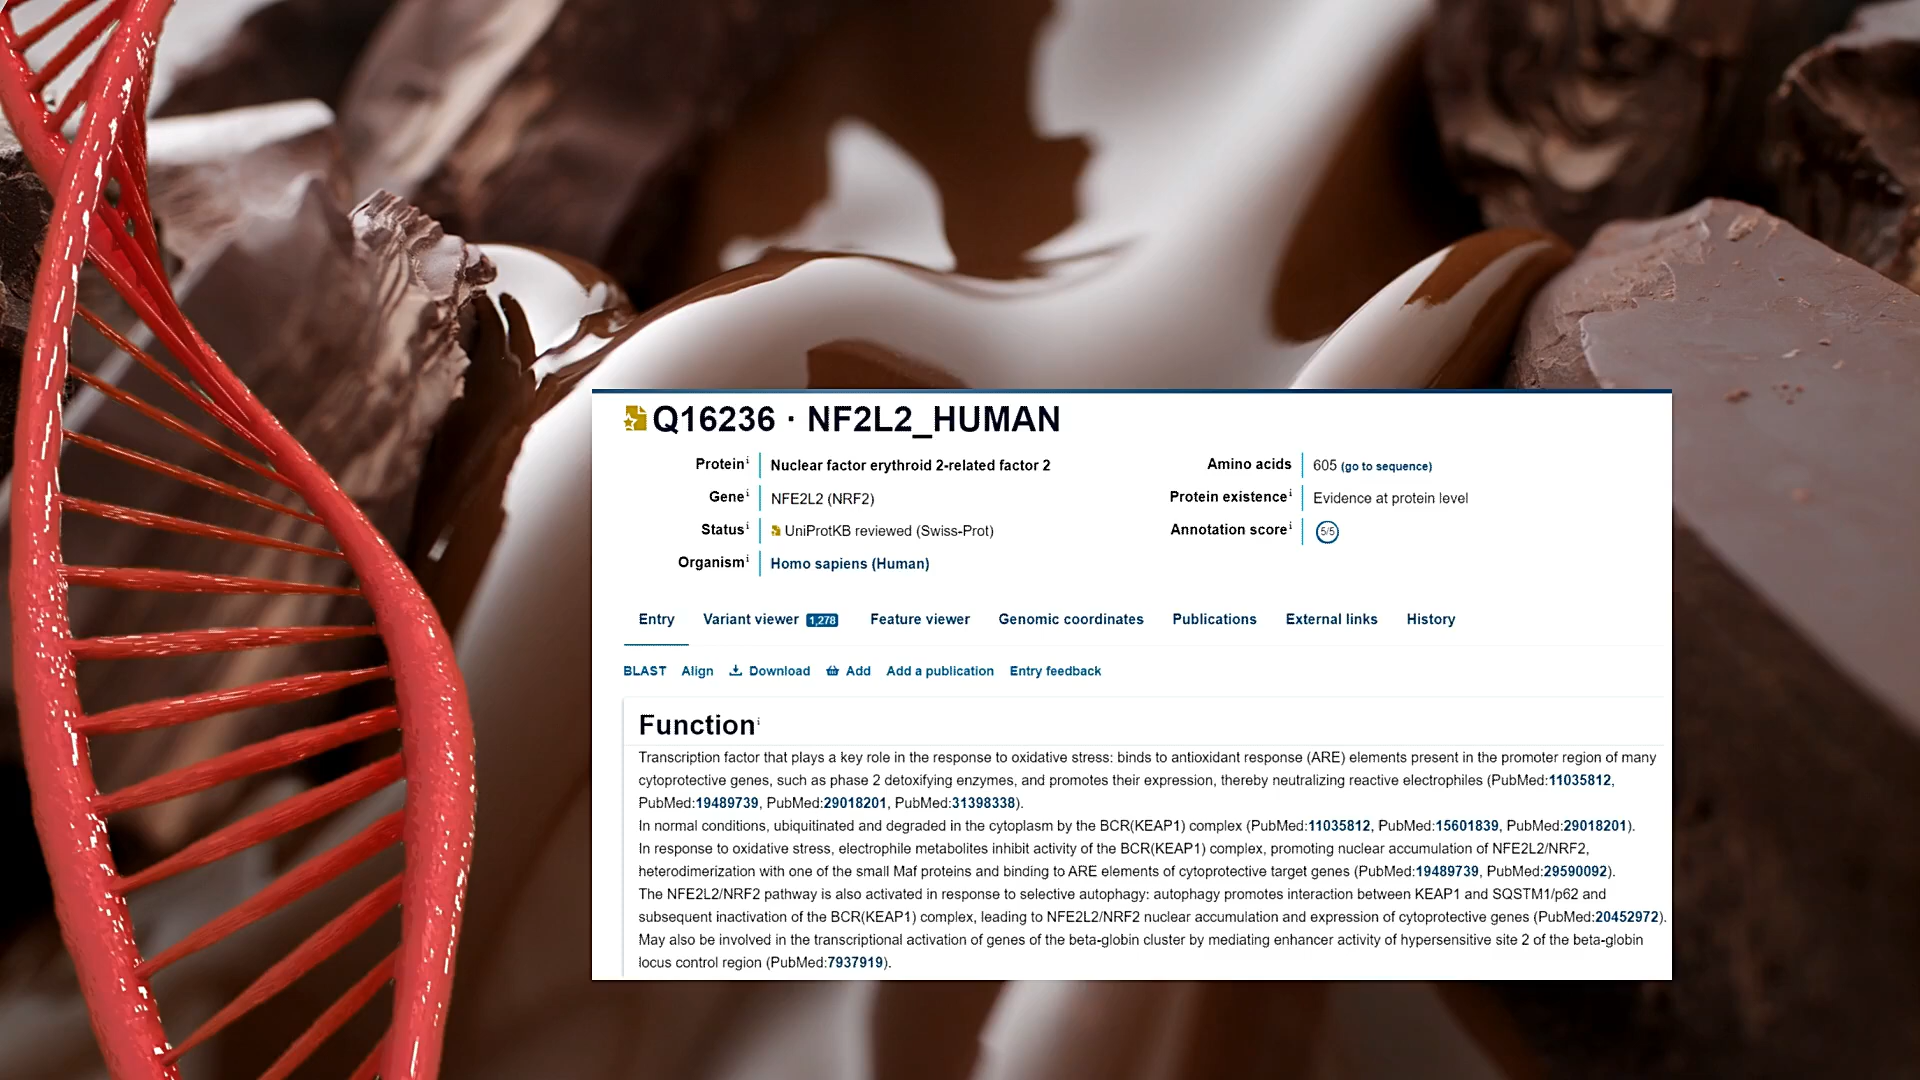 Q16236 · NF2L2_HUMAN
Proteinⁱ Nuclear factor erythroid 2-related factor 2
Amino acids 605 (go to sequence)
Geneⁱ NFE2L2 (NRF2)
Protein existenceⁱ Evidence at protein level
Statusⁱ UniProtKB reviewed (Swiss-Prot)
Annotation scoreⁱ 5/5
Organismⁱ Homo sapiens (Human)
Entry Variant viewer 1,278 Feature viewer Genomic coordinates Publications External links History
BLAST Align Download Add Add a publication Entry feedback
Functionⁱ
Transcription factor that plays a key role in the response to oxidative stress: binds to antioxidant response (ARE) elements present in the promoter region of many
cytoprotective genes, such as phase 2 detoxifying enzymes, and promotes their expression, thereby neutralizing reactive electrophiles (PubMed:11035812,
PubMed:19489739, PubMed:29018201, PubMed:31398338).
In normal conditions, ubiquitinated and degraded in the cytoplasm by the BCR(KEAP1) complex (PubMed:11035812, PubMed:15601839, PubMed:29018201).
In response to oxidative stress, electrophile metabolites inhibit activity of the BCR(KEAP1) complex, promoting nuclear accumulation of NFE2L2/NRF2,
heterodimerization with one of the small Maf proteins and binding to ARE elements of cytoprotective target genes (PubMed:19489739, PubMed:29590092).
The NFE2L2/NRF2 pathway is also activated in response to selective autophagy: autophagy promotes interaction between KEAP1 and SQSTM1/p62 and
subsequent inactivation of the BCR(KEAP1) complex, leading to NFE2L2/NRF2 nuclear accumulation and expression of cytoprotective genes (PubMed:20452972).
May also be involved in the transcriptional activation of genes of the beta-globin cluster by mediating enhancer activity of hypersensitive site 2 of the beta-globin
locus control region (PubMed:7937919).